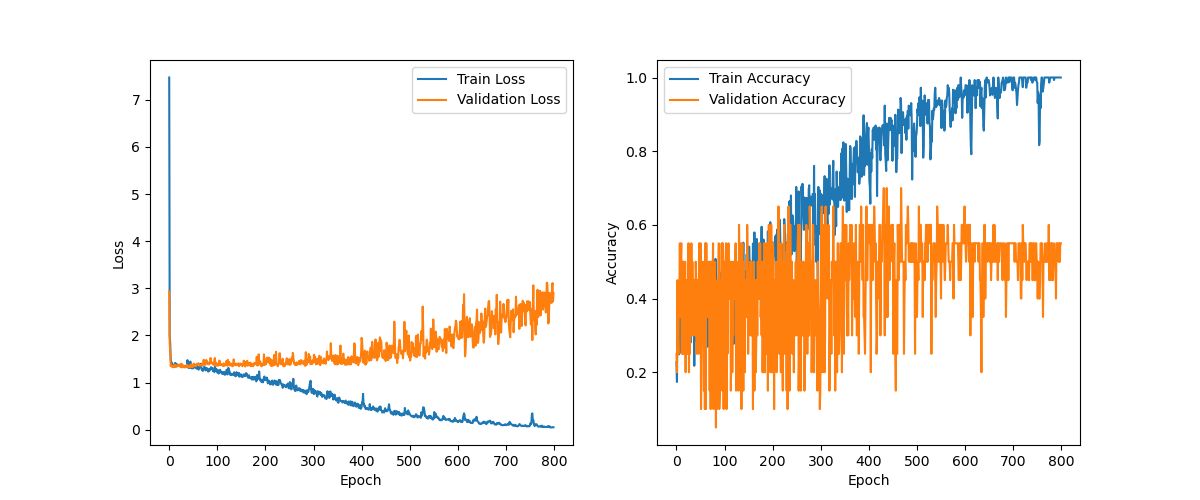 Train Loss
Validation Loss
7
6
5
4
3
2
1
0
Loss
0 100 200 300 400 500 600 700 800
Epoch
Train Accuracy
Validation Accuracy
1.0
0.8
0.6
0.4
0.2
Accuracy
0 100 200 300 400 500 600 700 800
Epoch